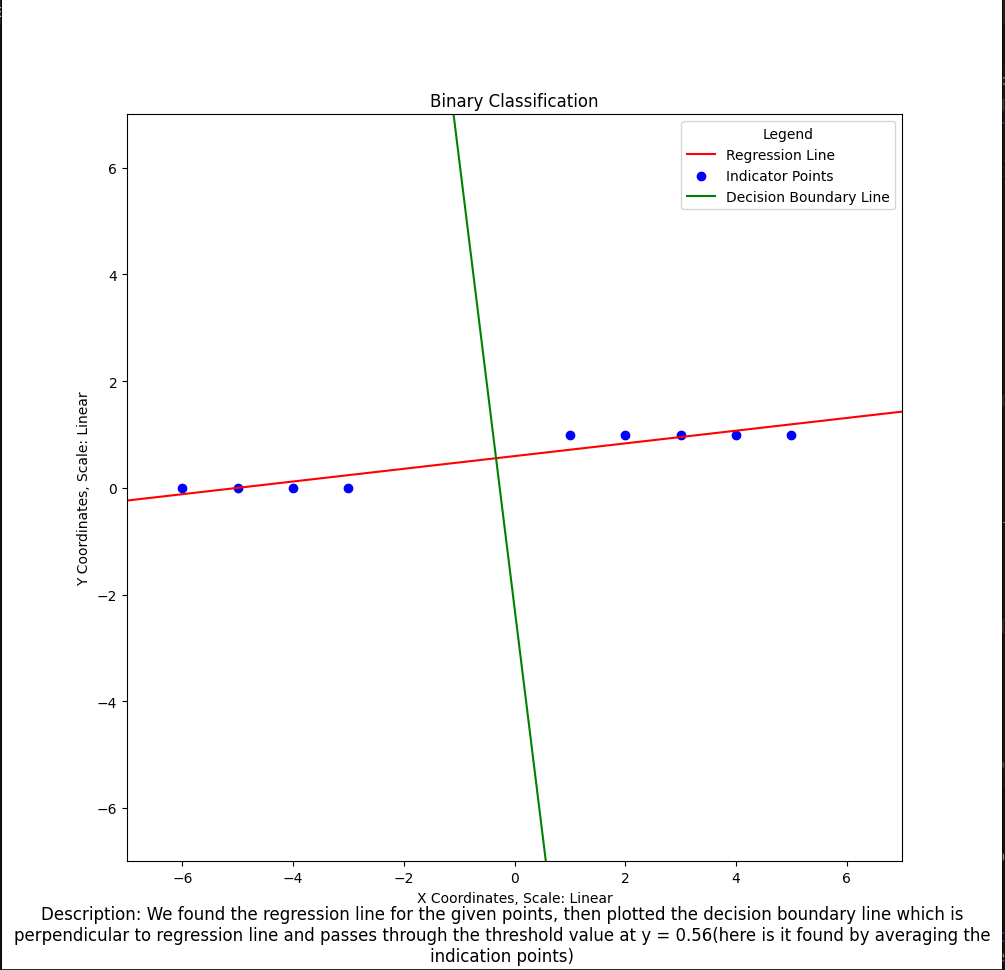 Binary Classification
Legend
Regression Line
Indicator Points
Decision Boundary Line
6
4
2
0
−2
−4
−6
Y Coordinates, Scale: Linear
−6 −4 −2 0 2 4 6
X Coordinates, Scale: Linear
Description: We found the regression line for the given points, then plotted the decision boundary line which is
perpendicular to regression line and passes through the threshold value at y = 0.56(here is it found by averaging the
indication points)